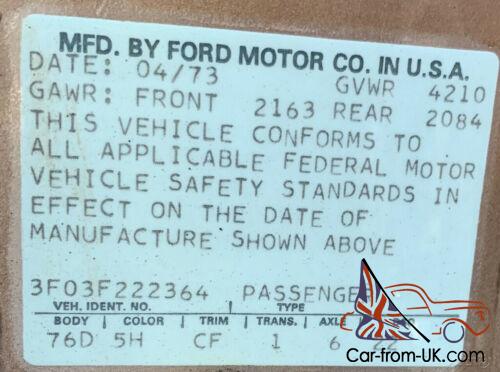 MFD. BY FORD MOTOR CO. IN U.S.A.
DATE: 04/73 GVWR 4210
GAWR: FRONT 2163 REAR 2084
THIS VEHICLE CONFORMS TO
ALL APPLICABLE FEDERAL MOTOR
VEHICLE SAFETY STANDARDS IN
EFFECT ON THE DATE OF
MANUFACTURE SHOWN ABOVE
3F03F222364 PASSENGER
VEH. IDENT. NO. TYPE
BODY COLOR TRIM TRANS. AXLE
76D 5H CF 1 6
Car-from-UK.com